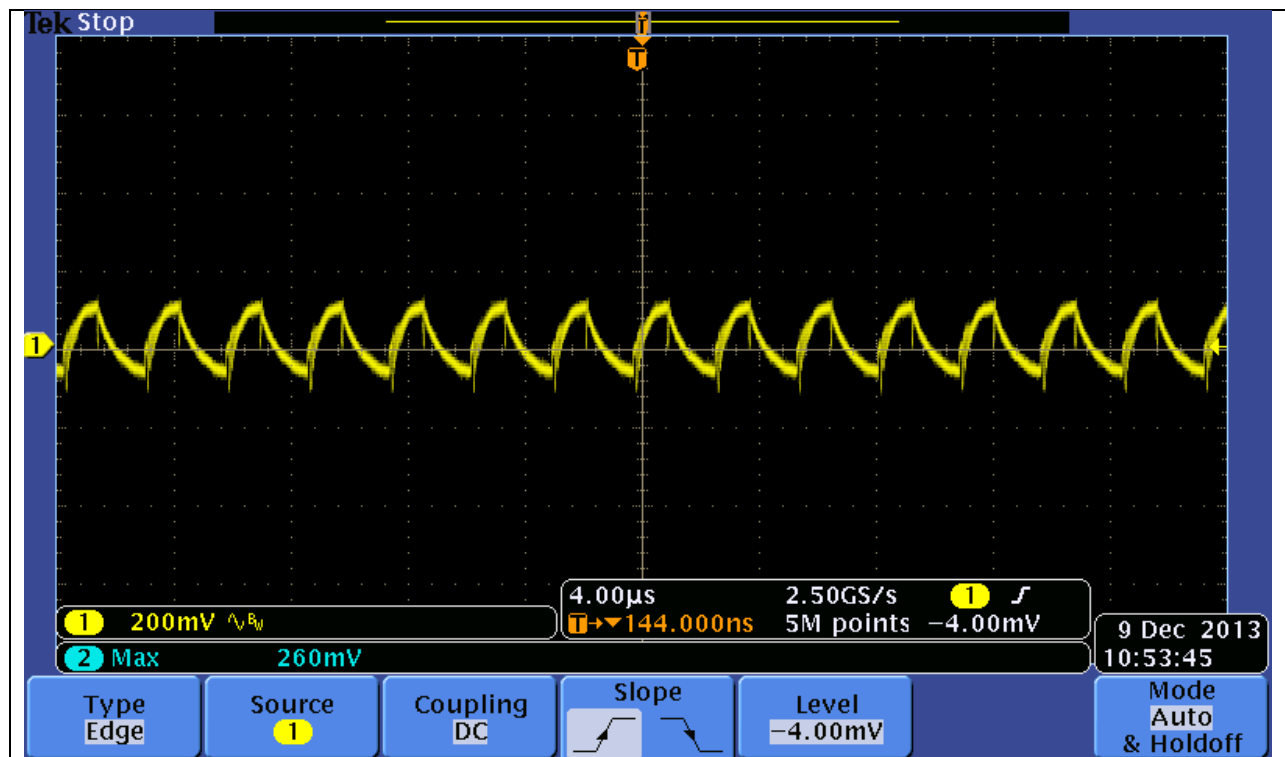 Tek Stop
T
T
1
4.00µs 2.50GS/s 1
1 200mV BW T→▼144.000ns 5M points −4.00mV
2 Max 260mV
9 Dec 2013
10:53:45
Type
Edge
Source
1
Coupling
DC
Slope
Level
−4.00mV
Mode
Auto
& Holdoff